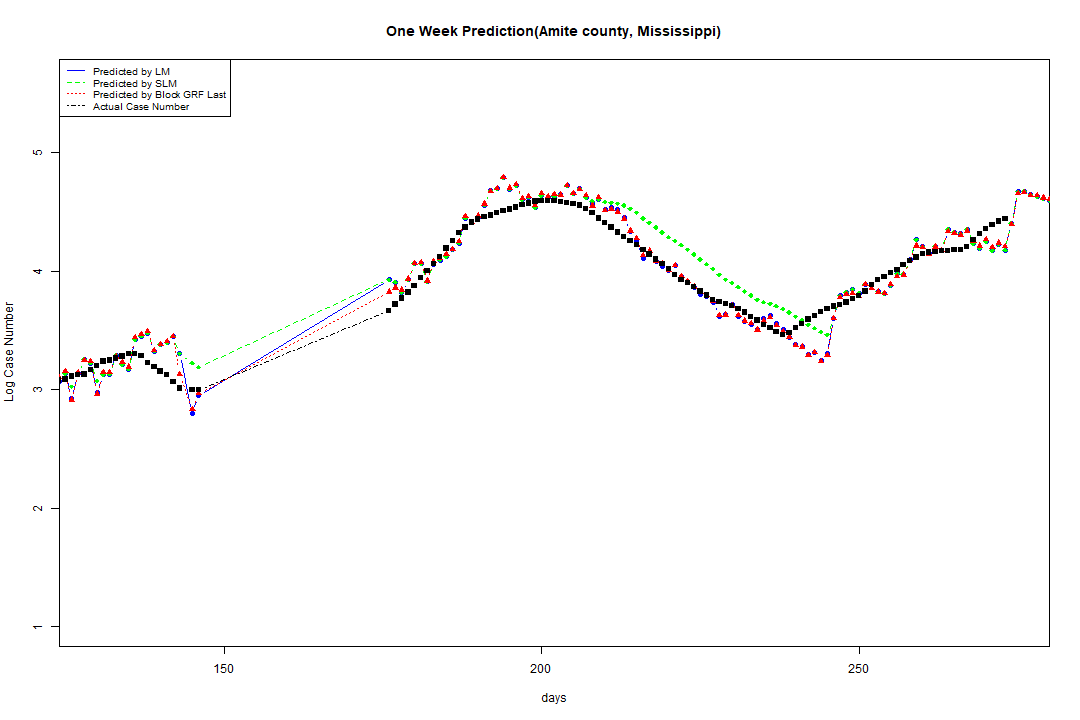 One Week Prediction(Amite county, Mississippi)
Predicted by LM
Predicted by SLM
Predicted by Block GRF Last
Actual Case Number
5
4
3
2
1
Log Case Number
150
200
250
days